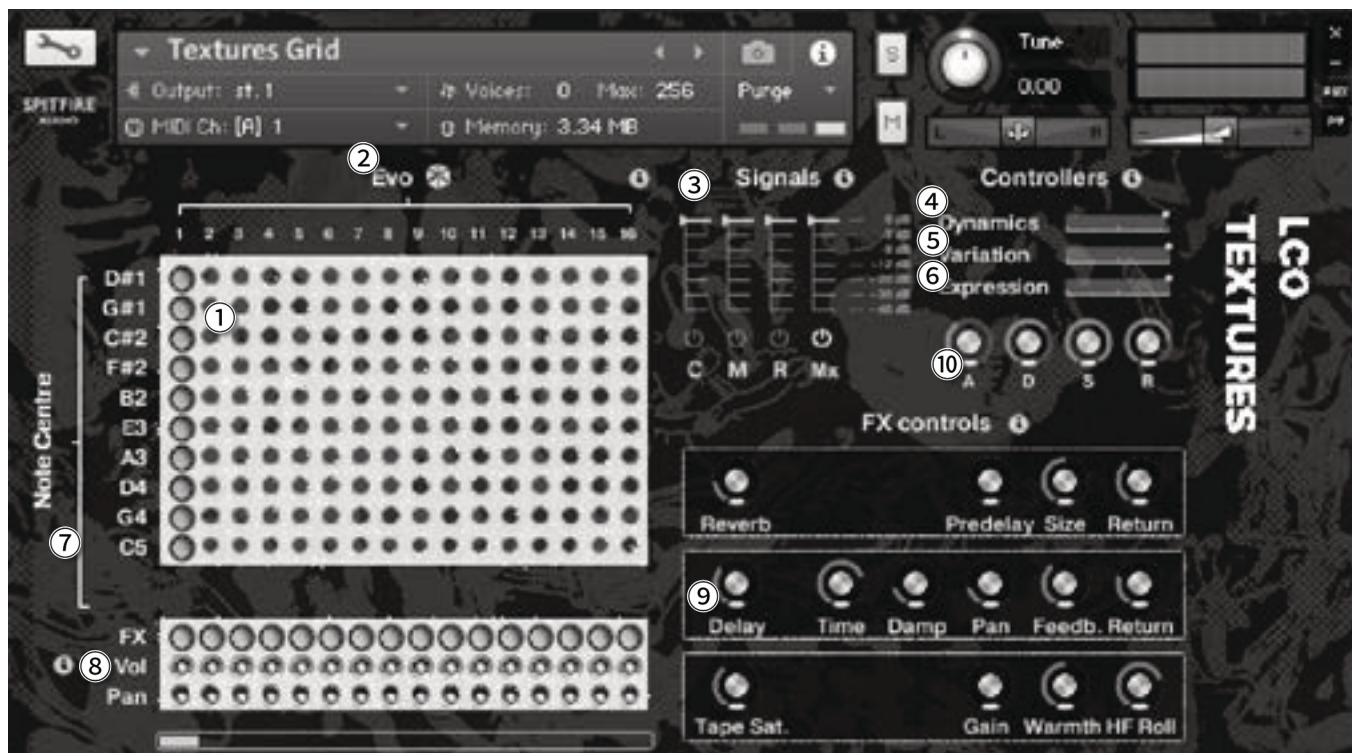 Textures Grid
Output: st.1
Voices: 0 Max: 256
Purge
MIDI Ch: [A] 1
Memory: 3.34 MB
SPITFIRE
AUDIO
S
M
Tune
0.00
L R
- +
×
-
AUX
PV
② Evo
1 2 3 4 5 6 7 8 9 10 11 12 13 14 15 16
Note Centre
D#1
G#1
①
C#2
F#2
B2
E3
A3
D4
G4
C5
⑦
FX
⑧ Vol
Pan
③ Signals
C M R Mx
Controllers
④ Dynamics
⑤ Variation
⑥ Expression
⑩
A D S R
LCO
TEXTURES
FX controls
Reverb Predelay Size Return
⑨
Delay Time Damp Pan Feedb. Return
Tape Sat. Gain Warmth HF Roll